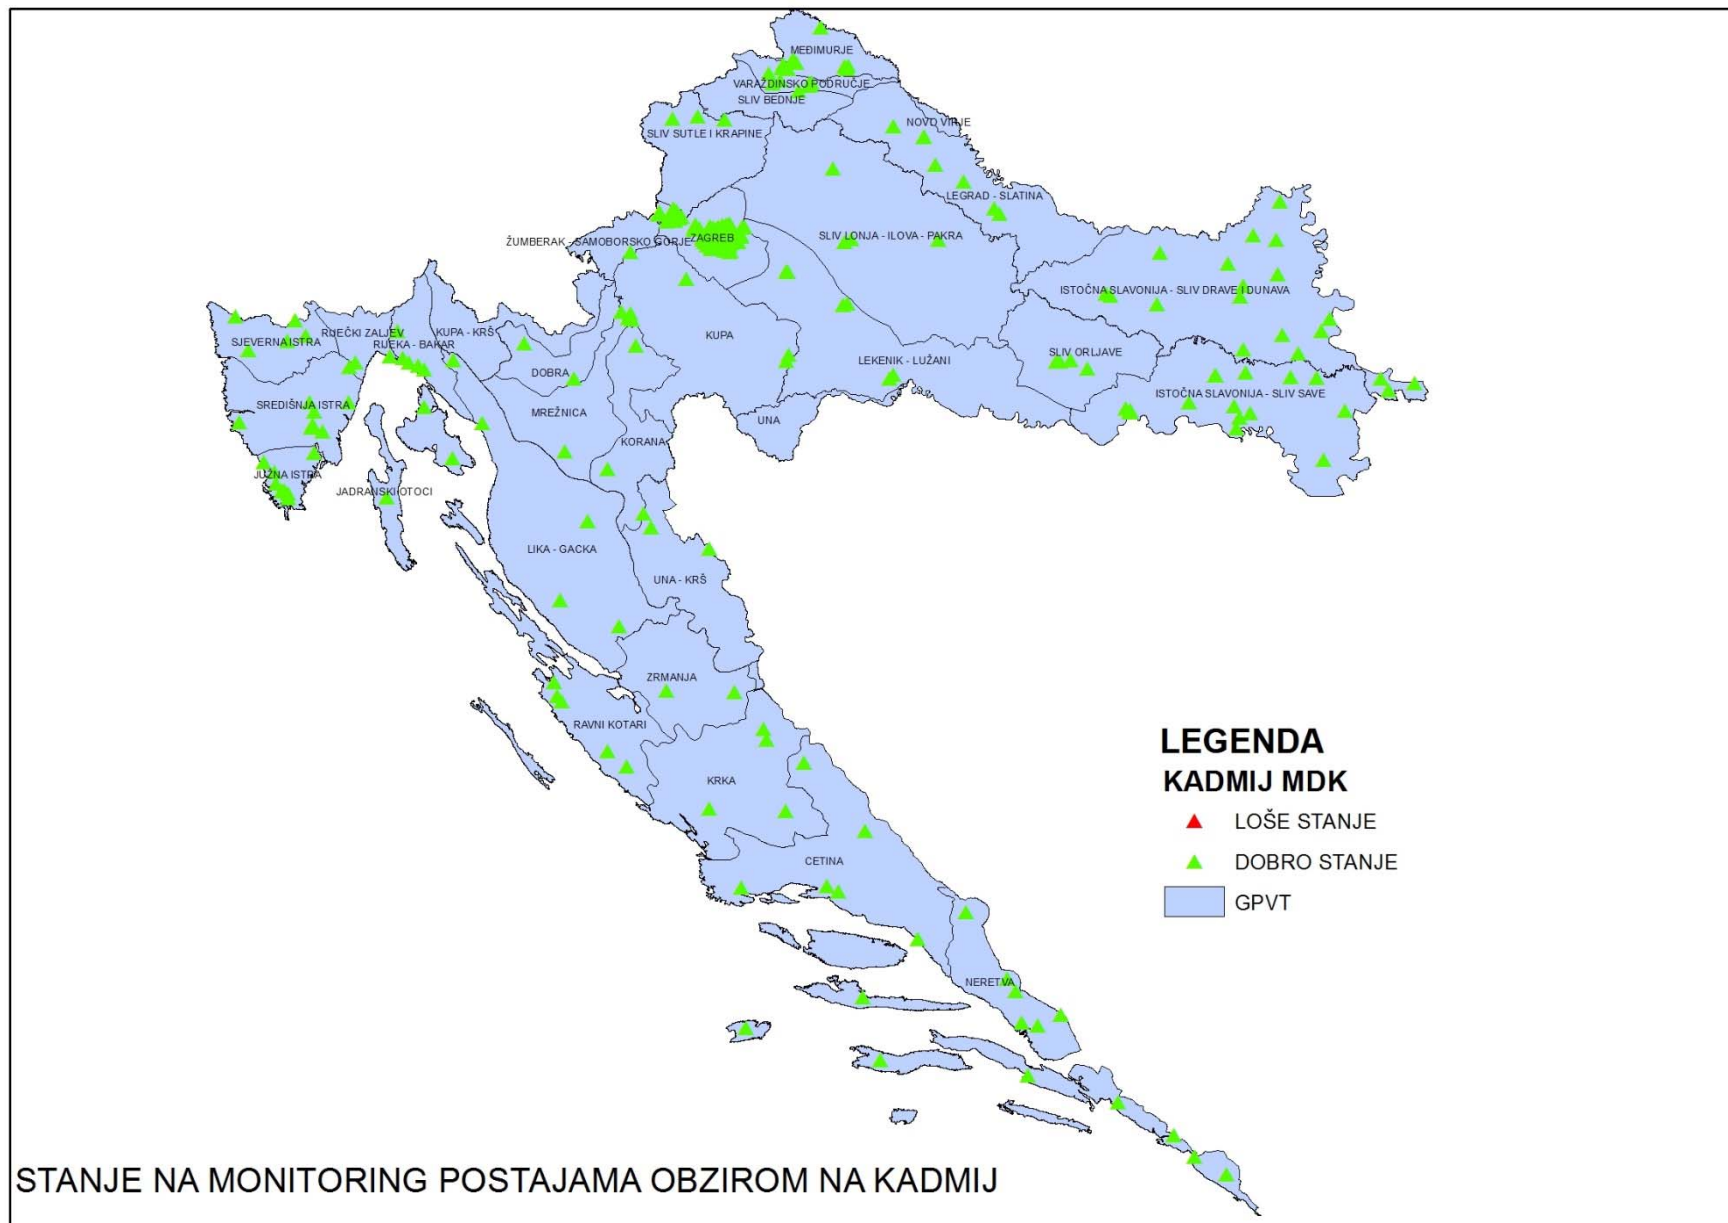 MEĐIMURJE
VARAŽDINSKO PODRUČJE
SLIV BEDNJE
NOVO VIRJE
SLIV SUTLE I KRAPINE
LEGRAD - SLATINA
ŽUMBERAK - SAMOBORSKO GORJE
ZAGREB
SLIV LONJA - ILOVA - PAKRA
ISTOČNA SLAVONIJA - SLIV DRAVE I DUNAVA
RIJEČKI ZALJEV
KUPA - KRŠ
KUPA
SJEVERNA ISTRA
RIJEKA - BAKAR
SLIV ORLJAVE
LEKENIK - LUŽANI
DOBRA
ISTOČNA SLAVONIJA - SLIV SAVE
SREDIŠNJA ISTRA
MREŽNICA
UNA
KORANA
JUŽNA ISTRA
JADRANSKI OTOCI
LIKA - GACKA
UNA - KRŠ
ZRMANJA
RAVNI KOTARI
KRKA
CETINA
NERETVA
LEGENDA
KADMIJ MDK
LOŠE STANJE
DOBRO STANJE
GPVT
STANJE NA MONITORING POSTAJAMA OBZIROM NA KADMIJ